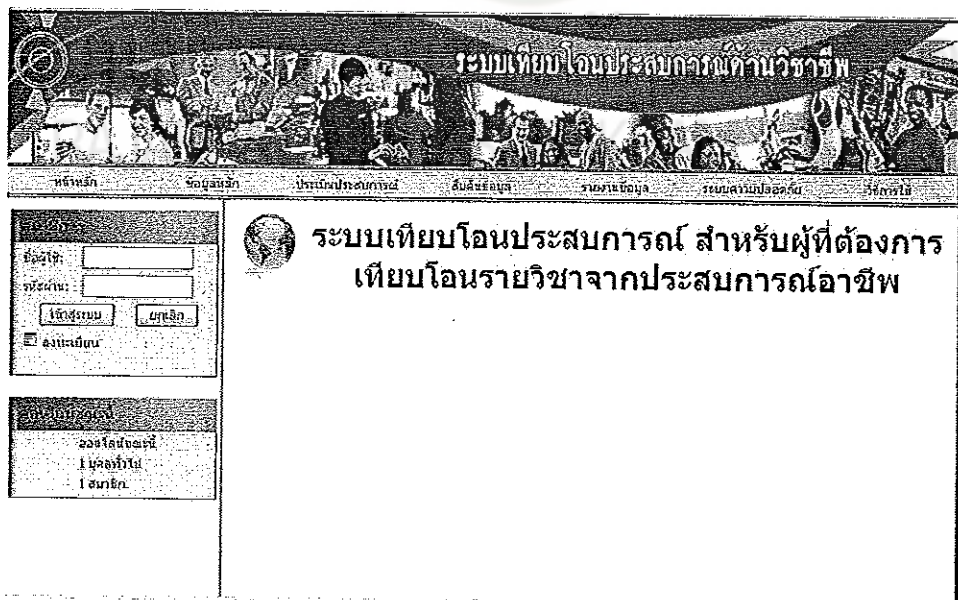 ระบบเทียบโอนประสบการณ์ด้านวิชาชีพ
หน้าหลัก ข้อมูลหลัก ประเมินประสบการณ์ สืบค้นข้อมูล รายงานข้อมูล ระบบความปลอดภัย วิธีการใช้
ชื่อผู้ใช้:
รหัสผ่าน:
เข้าสู่ระบบ ยกเลิก
ลงทะเบียน
ออนไลน์ขณะนี้
1 บุคคลทั่วไป
1 สมาชิก
ระบบเทียบโอนประสบการณ์ สำหรับผู้ที่ต้องการ
เทียบโอนรายวิชาจากประสบการณ์อาชีพ